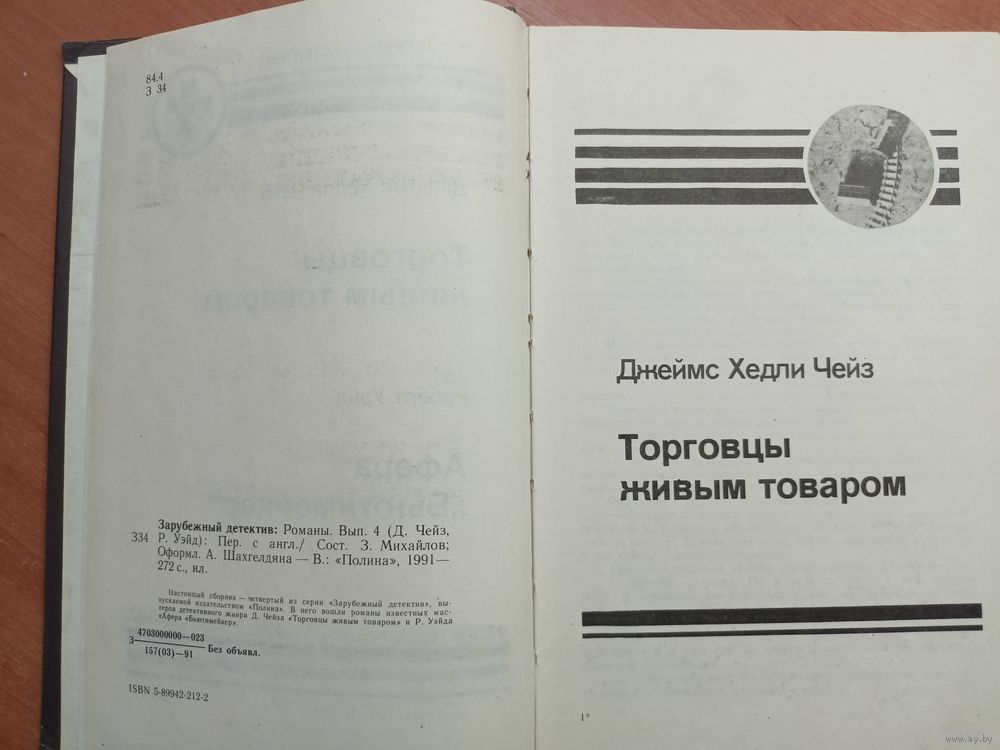 84.4
З 34
Зарубежный детектив: Романы. Вып. 4 (Д. Чейз,
334 Р. Уэйд): Пер. с англ./ Сост. З. Михайлов;
Оформл. А. Шахгелдяна — В.: «Полина», 1991—
272 с., ил.
Настоящий сборник — четвертый из серии «Зарубежный детектив», вы-
пускаемой издательством «Полина». В него вошли романы известных мас-
теров детективного жанра Д. Чейза «Торговцы живым товаром» и Р. Уэйда
«Афера «Бьютимейкер».
4703000000—023
З Без объявл.
157(03)—91
ISBN 5-89942-212-2
Джеймс Хедли Чейз
Торговцы
живым товаром
1*
www.ay.by